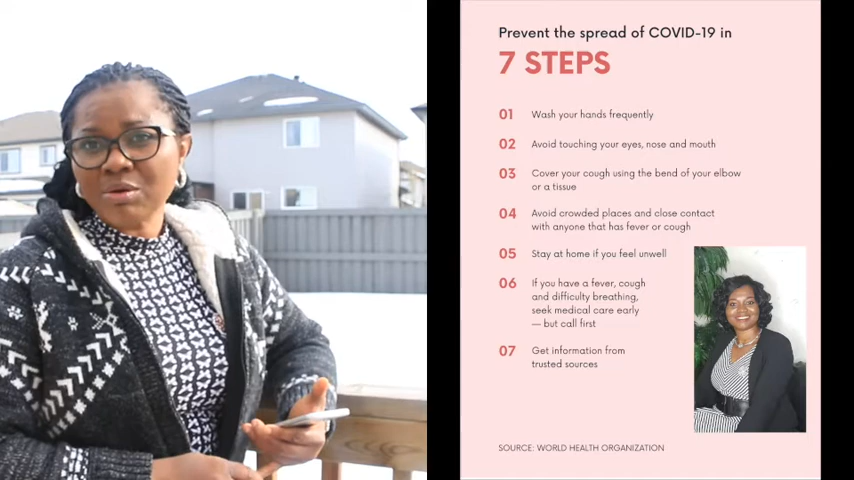 Prevent the spread of COVID-19 in
7 STEPS
01 Wash your hands frequently
02 Avoid touching your eyes, nose and mouth
03 Cover your cough using the bend of your elbow
or a tissue
04 Avoid crowded places and close contact
with anyone that has fever or cough
05 Stay at home if you feel unwell
06 If you have a fever, cough
and difficulty breathing,
seek medical care early
— but call first
07 Get information from
trusted sources
SOURCE: WORLD HEALTH ORGANIZATION